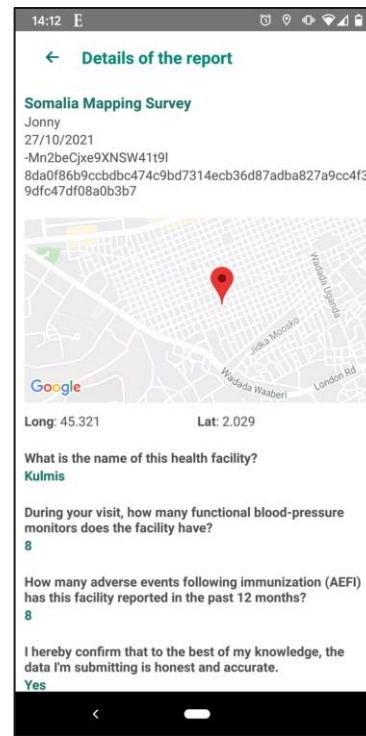 14:12 E
← Details of the report
Somalia Mapping Survey
Jonny
27/10/2021
-Mn2beCjxe9XNSW41t9l
8da0f86b9ccbdbc474c9bd7314ecb36d87adba827a9cc4f3
9dfc47df08a0b3b7
Wadada Uganda
Jidka Moosko
Wadada Waaberi
London Rd
Google
Long: 45.321 Lat: 2.029
What is the name of this health facility?
Kulmis
During your visit, how many functional blood-pressure
monitors does the facility have?
8
How many adverse events following immunization (AEFI)
has this facility reported in the past 12 months?
8
I hereby confirm that to the best of my knowledge, the
data I'm submitting is honest and accurate.
Yes